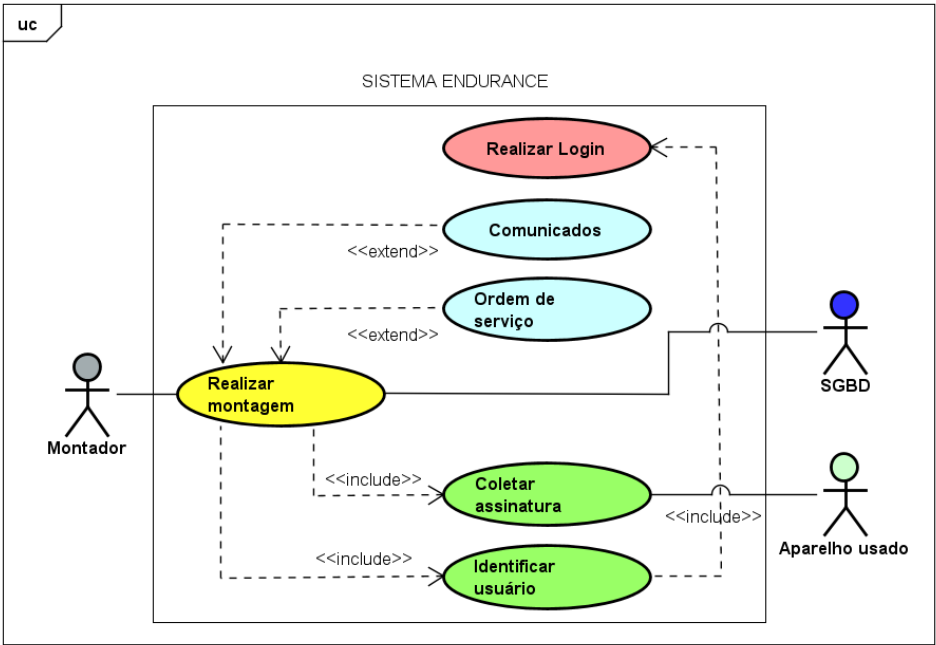 uc
SISTEMA ENDURANCE
Realizar Login
Comunicados
<<extend>>
Ordem de
serviço
<<extend>>
Realizar
montagem
Montador
SGBD
<<include>>
Coletar
assinatura
<<include>>
Aparelho usado
<<include>>
Identificar
usuário